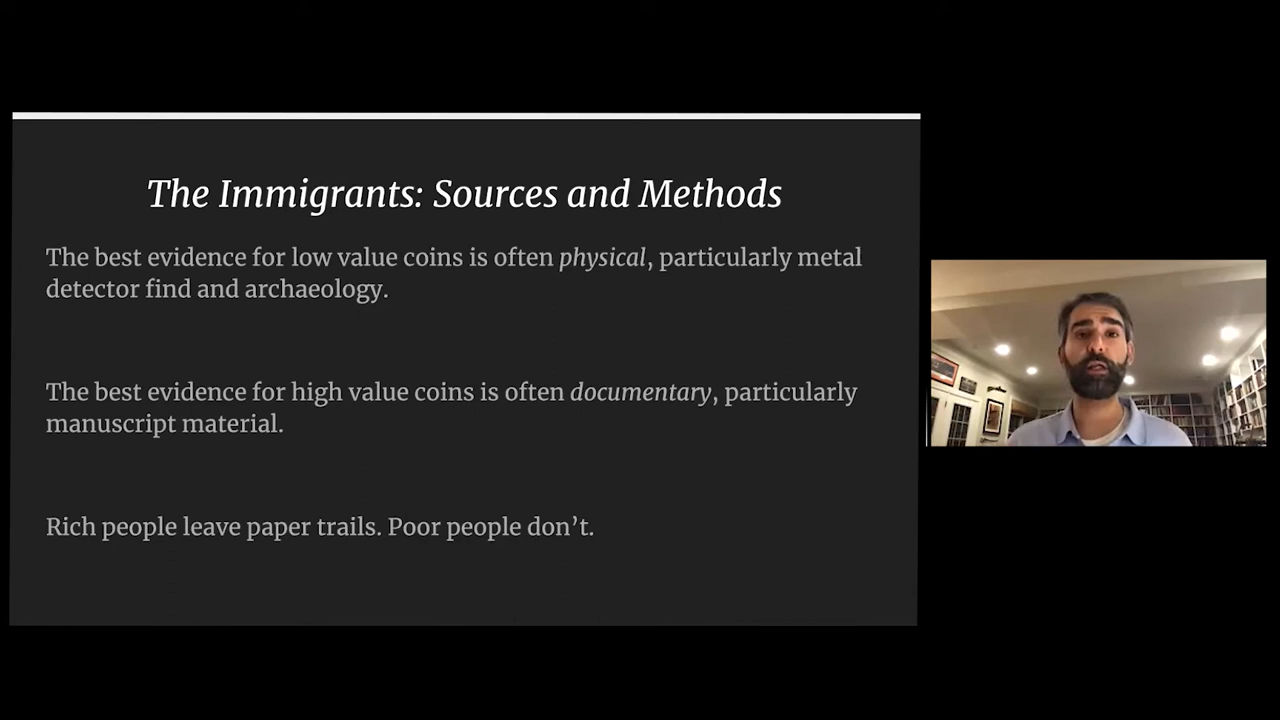 The Immigrants: Sources and Methods
The best evidence for low value coins is often physical, particularly metal
detector find and archaeology.
The best evidence for high value coins is often documentary, particularly
manuscript material.
Rich people leave paper trails. Poor people don’t.